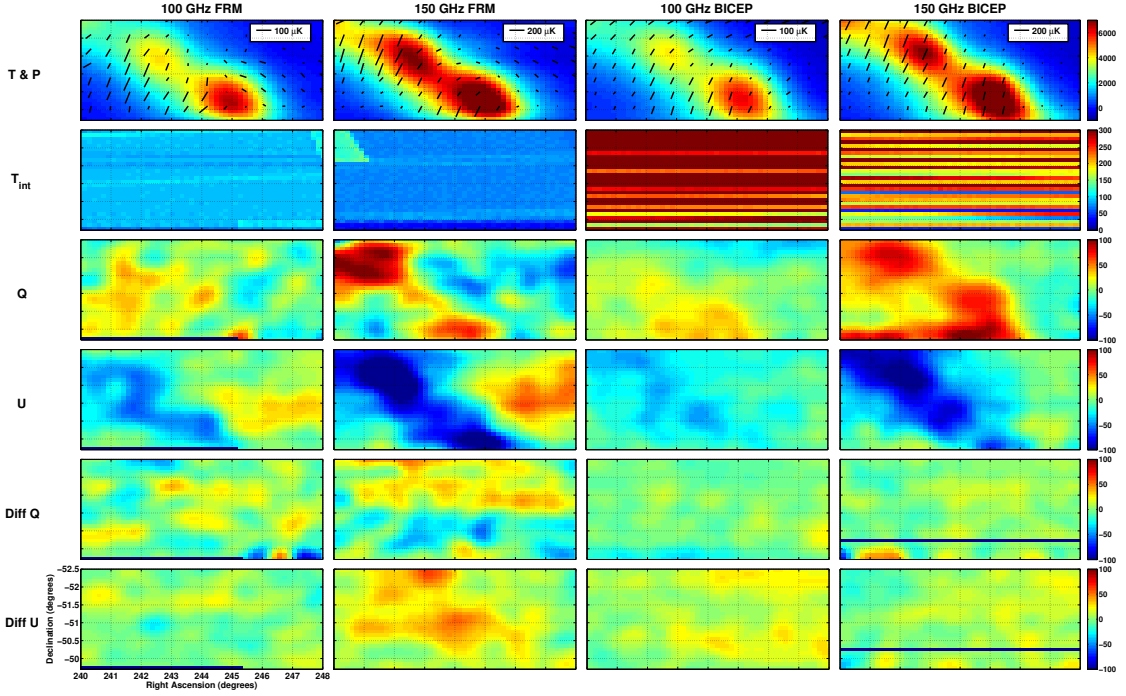 100 GHz FRM 150 GHz FRM 100 GHz BICEP 150 GHz BICEP
T & P
100 μK
200 μK
100 μK
200 μK
6000
4000
2000
0
T_int
300
250
200
150
100
50
0
Q
100
50
0
−50
−100
U
100
50
0
−50
−100
Diff Q
100
50
0
−50
−100
Diff U
Declination (degrees)
−52.5
−52
−51.5
−51
−50.5
−50
100
50
0
−50
−100
240 241 242 243 244 245 246 247 248
Right Ascension (degrees)